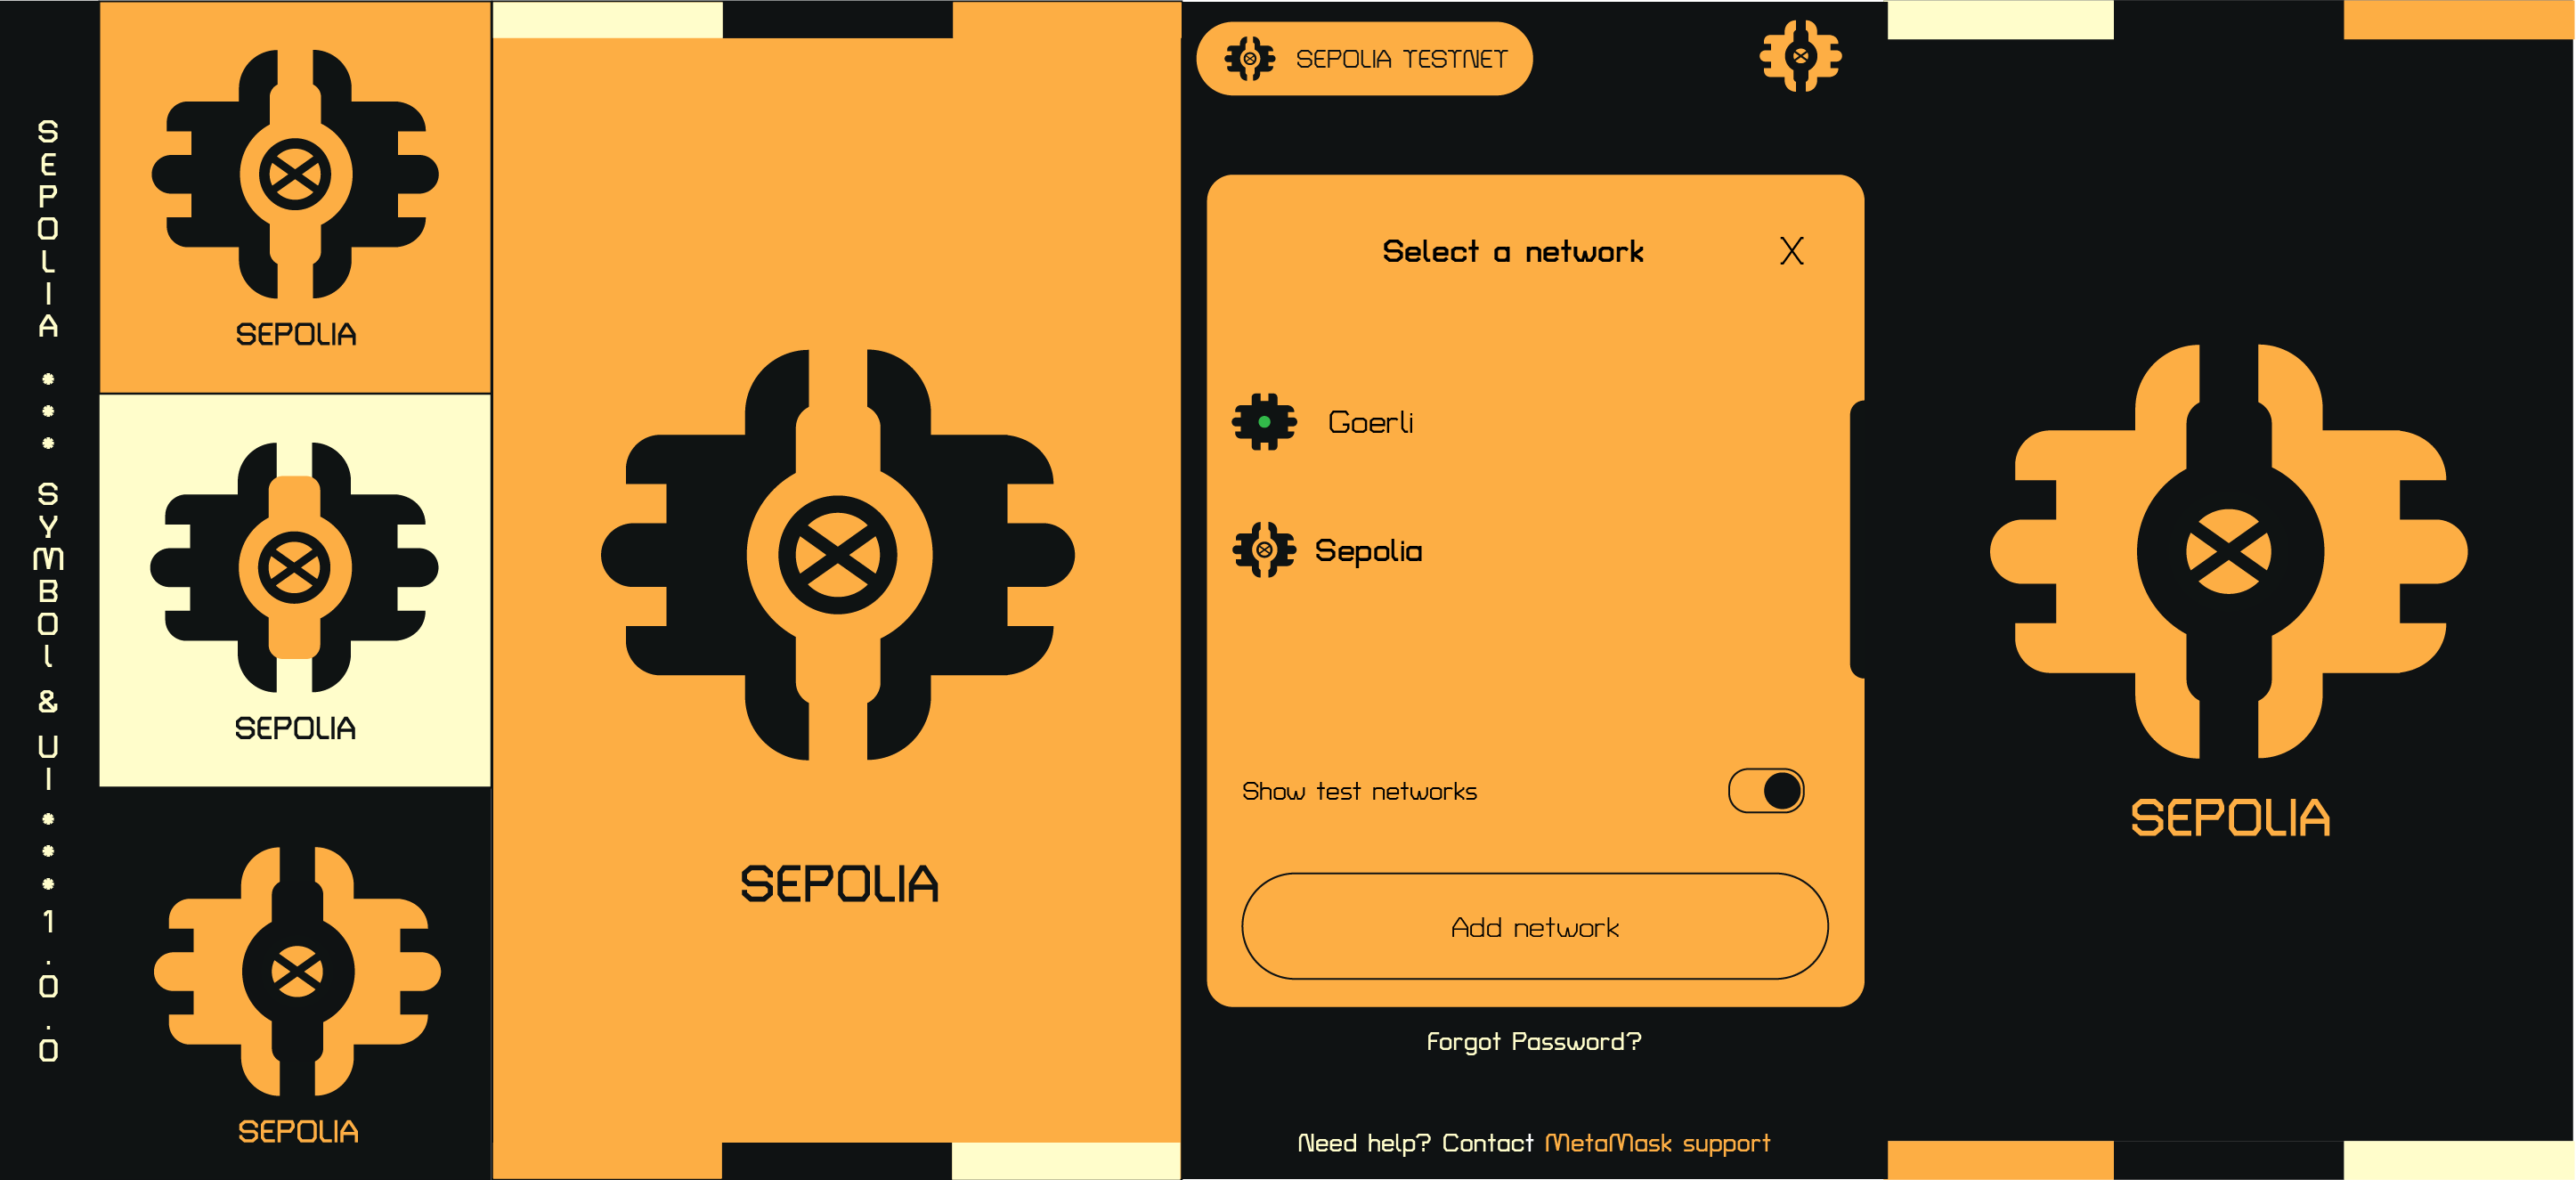 SEPOLIA *** SYMBOl & UI *** 1.0.0
SEPOLIA
SEPOLIA
SEPOLIA
SEPOLIA
SEPOLIA TESTNET
Select a network X
Goerli
Sepolia
Show test networks
Add network
Forgot Password?
Need help? Contact MetaMask support
SEPOLIA